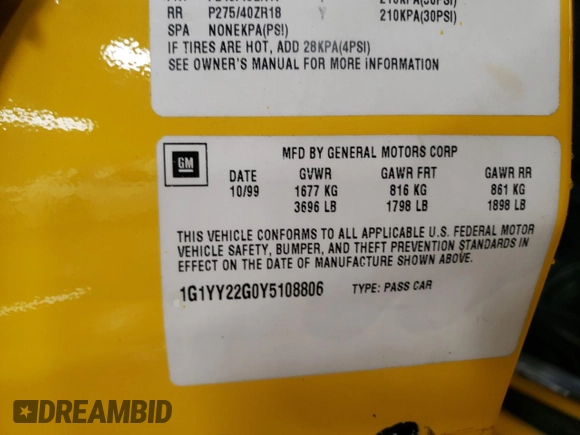 RR P275/40ZR18 Y 210KPA(30PSI)
SPA NONEKPA(PSI)
IF TIRES ARE HOT, ADD 28KPA(4PSI)
SEE OWNER'S MANUAL FOR MORE INFORMATION
GM
MFD BY GENERAL MOTORS CORP
DATE GVWR GAWR FRT GAWR RR
10/99 1677 KG 816 KG 861 KG
3696 LB 1798 LB 1898 LB
THIS VEHICLE CONFORMS TO ALL APPLICABLE U.S. FEDERAL MOTOR
VEHICLE SAFETY, BUMPER, AND THEFT PREVENTION STANDARDS IN
EFFECT ON THE DATE OF MANUFACTURE SHOWN ABOVE.
1G1YY22G0Y5108806 TYPE: PASS CAR
DREAMBID